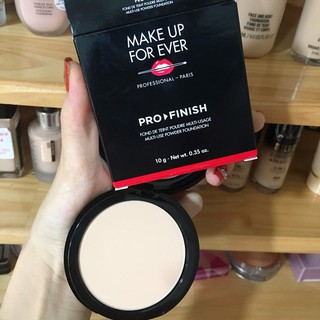 MAKE UP
FOR EVER
PROFESSIONAL – PARIS
PRO▸FINISH
FOND DE TEINT POUDRE MULTI-USAGE
MULTI-USE POWDER FOUNDATION
10 g - Net wt. 0.35 oz.